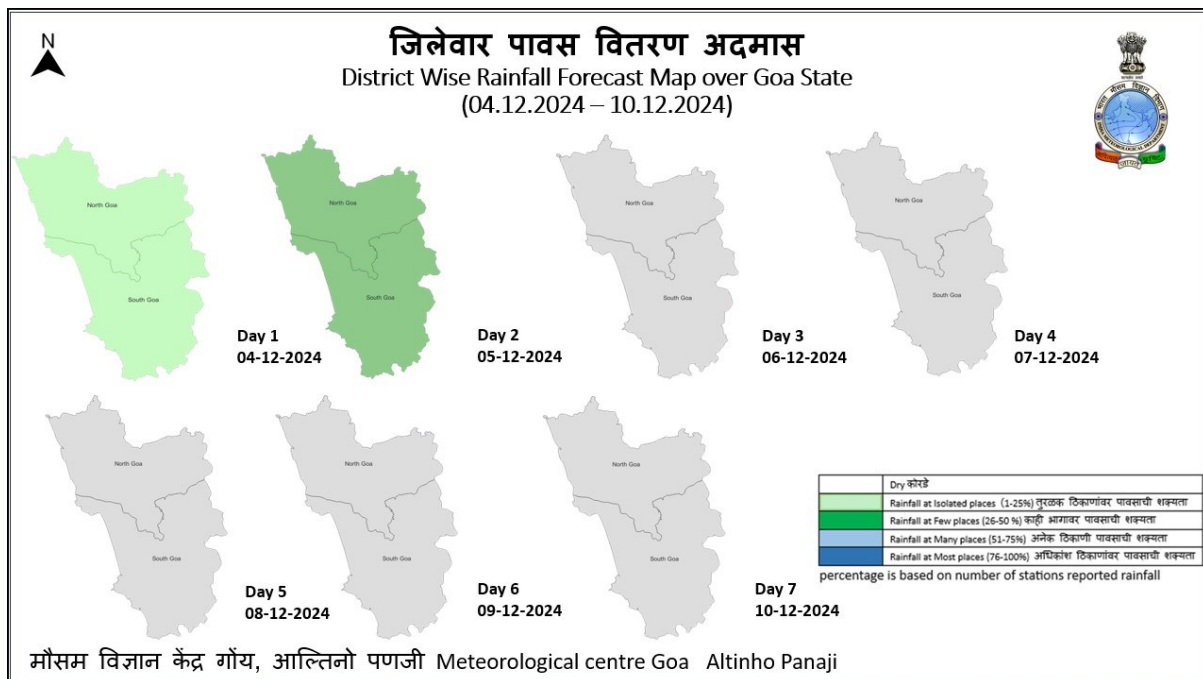 N
जिलेवार पावस वितरण अदमास
District Wise Rainfall Forecast Map over Goa State
(04.12.2024 – 10.12.2024)
North Goa
South Goa
Day 1
04-12-2024
North Goa
South Goa
Day 2
05-12-2024
North Goa
South Goa
Day 3
06-12-2024
North Goa
South Goa
Day 4
07-12-2024
North Goa
South Goa
Day 5
08-12-2024
North Goa
South Goa
Day 6
09-12-2024
North Goa
South Goa
Day 7
10-12-2024
Dry कोरडे
Rainfall at Isolated places (1-25%) तुरळक ठिकाणांवर पावसाची शक्यता
Rainfall at Few places (26-50 %) काही भागावर पावसाची शक्यता
Rainfall at Many places (51-75%) अनेक ठिकाणी पावसाची शक्यता
Rainfall at Most places (76-100%) अधिकांश ठिकाणांवर पावसाची शक्यता
percentage is based on number of stations reported rainfall
मौसम विज्ञान केंद्र गोंय, आल्तिनो पणजी Meteorological centre Goa Altinho Panaji
भारत मौसम विज्ञान विभाग
INDIA METEOROLOGICAL DEPARTMENT